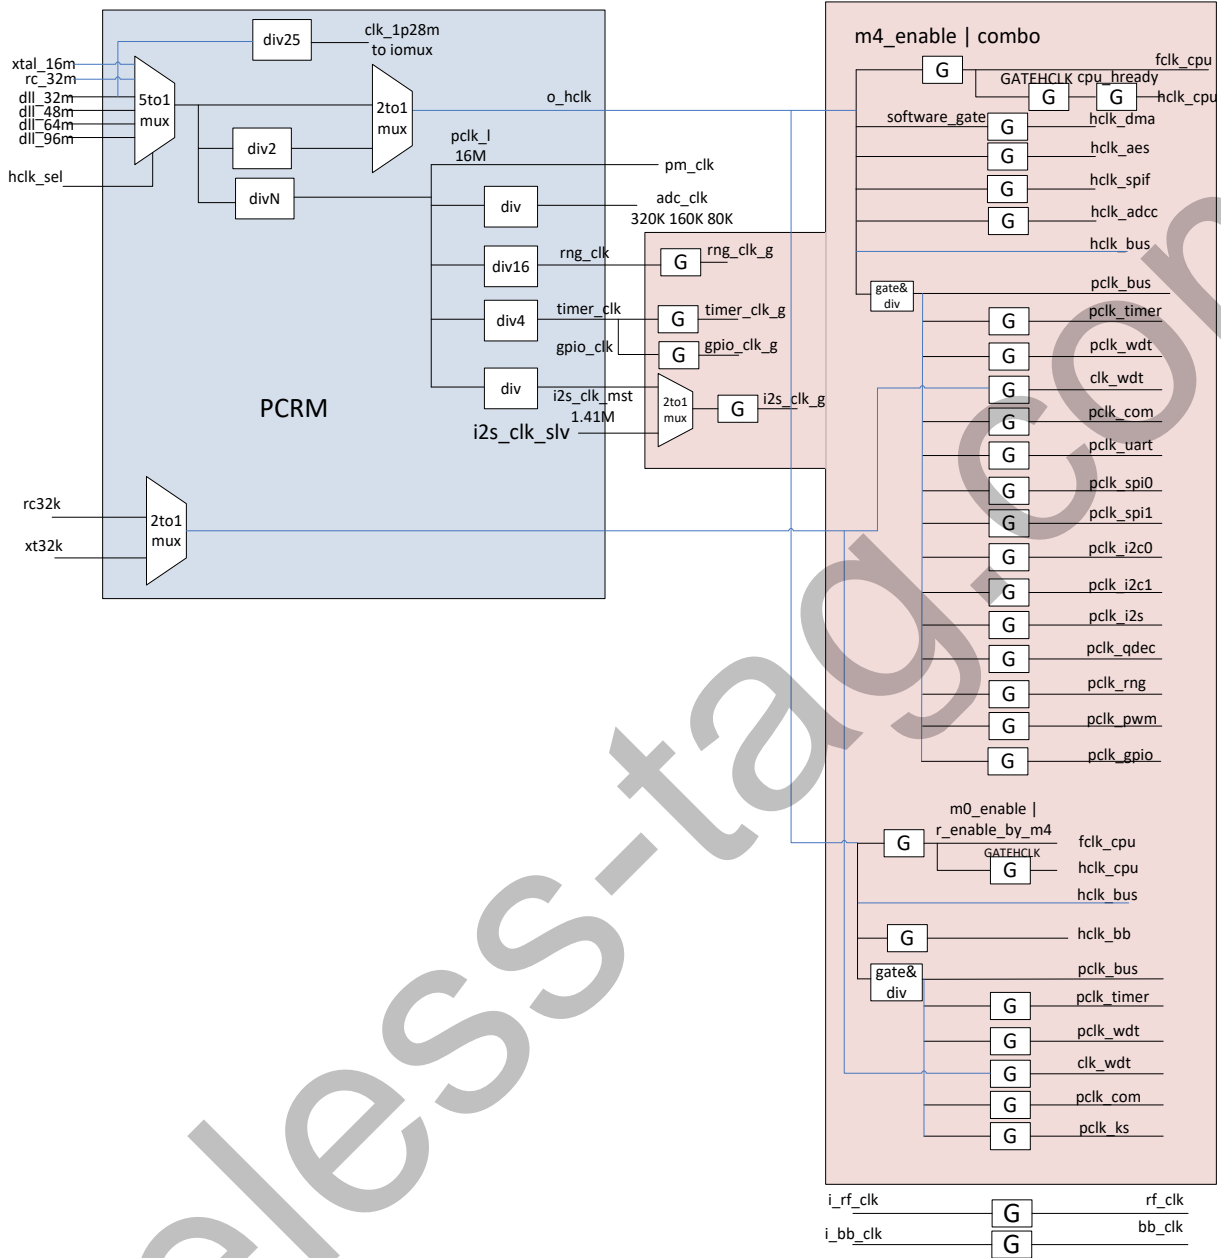 div25
clk_1p28m
to iomux
xtal_16m
rc_32m
dll_32m
dll_48m
dll_64m
dll_96m
hclk_sel
5to1
mux
2to1
mux
div2
divN
o_hclk
pclk_l
16M
pm_clk
div
adc_clk
320K 160K 80K
div16
rng_clk
G
rng_clk_g
div4
timer_clk
G
timer_clk_g
gpio_clk
G
gpio_clk_g
div
i2s_clk_mst
1.41M
i2s_clk_slv
2to1
mux
G
i2s_clk_g
PCRM
rc32k
xt32k
2to1
mux
m4_enable | combo
G
fclk_cpu
GATEHCLK
cpu_hready
G
G
hclk_cpu
software_gate
G
hclk_dma
G
hclk_aes
G
hclk_spif
G
hclk_adcc
hclk_bus
gate&
div
pclk_bus
G
pclk_timer
G
pclk_wdt
G
clk_wdt
G
pclk_com
G
pclk_uart
G
pclk_spi0
G
pclk_spi1
G
pclk_i2c0
G
pclk_i2c1
G
pclk_i2s
G
pclk_qdec
G
pclk_rng
G
pclk_pwm
G
pclk_gpio
m0_enable |
r_enable_by_m4
G
fclk_cpu
GATEHCLK
G
hclk_cpu
hclk_bus
G
hclk_bb
gate&
div
pclk_bus
G
pclk_timer
G
pclk_wdt
G
clk_wdt
G
pclk_com
G
pclk_ks
i_rf_clk
G
rf_clk
i_bb_clk
G
bb_clk
eless-tag.com